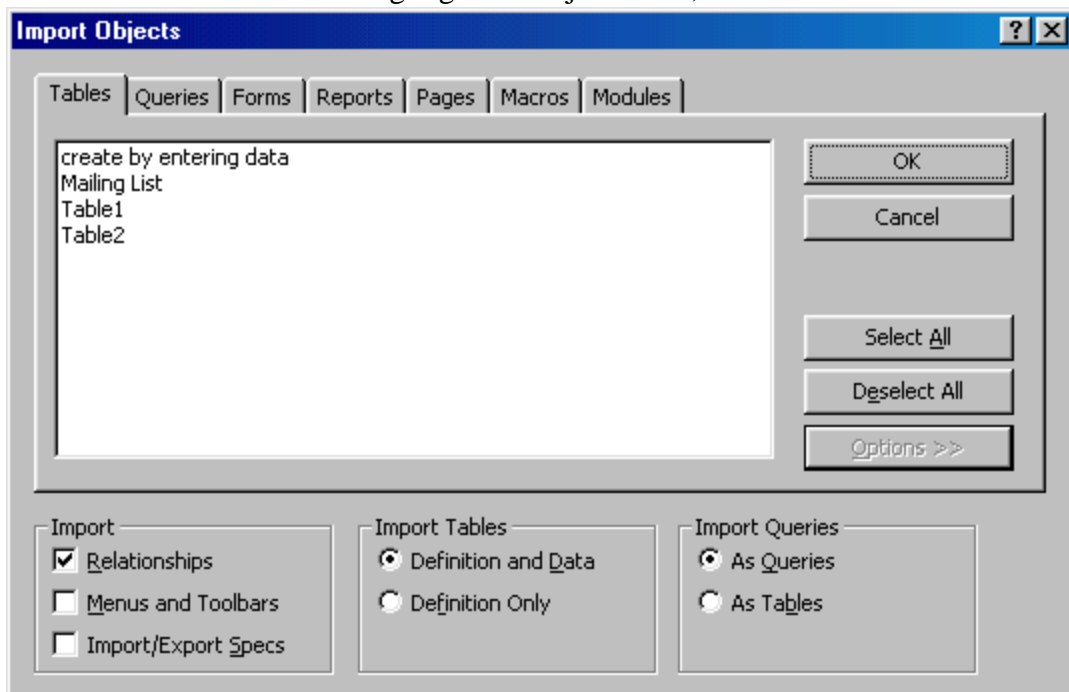 Import Objects
Tables Queries Forms Reports Pages Macros Modules
create by entering data
Mailing List
Table1
Table2
OK
Cancel
Select All
Deselect All
Options >>
Import
Relationships
Menus and Toolbars
Import/Export Specs
Import Tables
Definition and Data
Definition Only
Import Queries
As Queries
As Tables